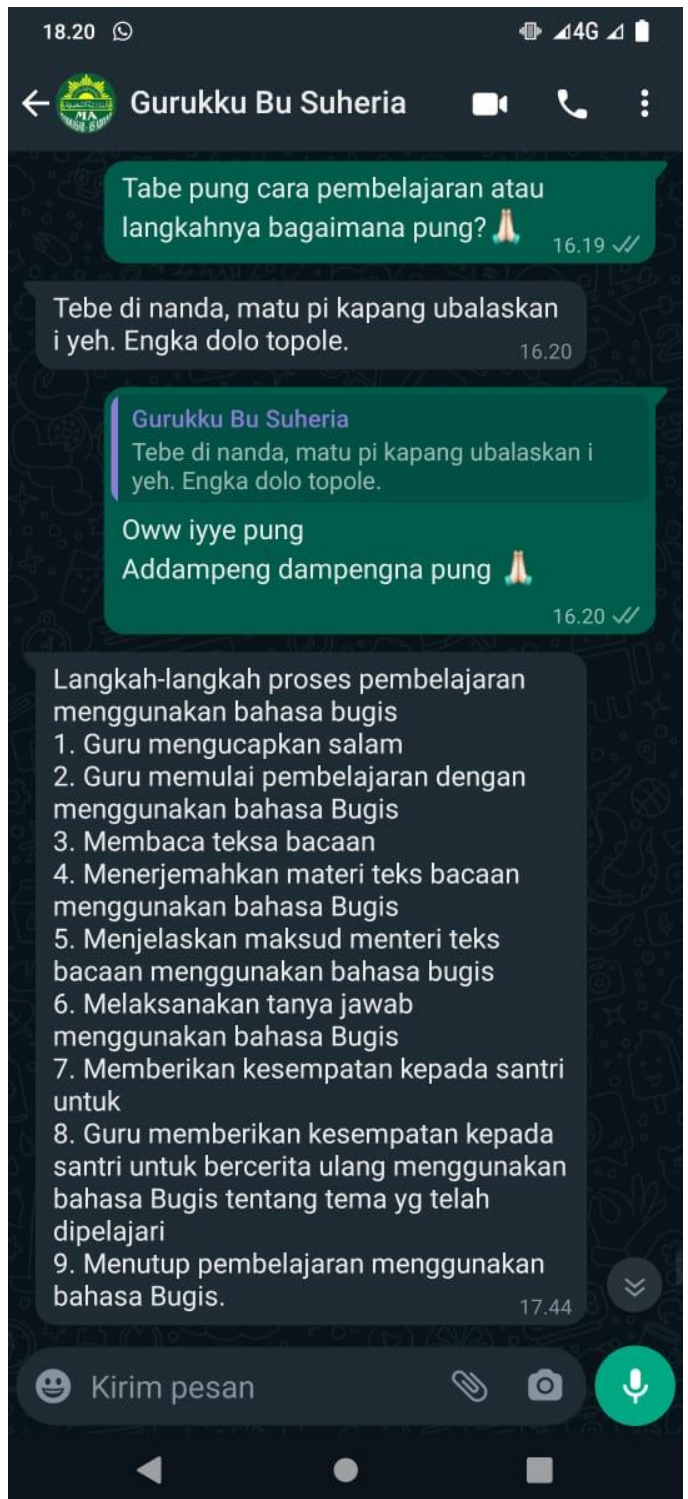 18.20
4G
Gurukku Bu Suheria
Tabe pung cara pembelajaran atau
langkahnya bagaimana pung?🙏🏻
16.19
Tebe di nanda, matu pi kapang ubalaskan
i yeh. Engka dolo topole.
16.20
Gurukku Bu Suheria
Tebe di nanda, matu pi kapang ubalaskan i
yeh. Engka dolo topole.
Oww iyye pung
Addampeng dampengna pung 🙏🏻
16.20
Langkah-langkah proses pembelajaran
menggunakan bahasa bugis
1. Guru mengucapkan salam
2. Guru memulai pembelajaran dengan
menggunakan bahasa Bugis
3. Membaca teksa bacaan
4. Menerjemahkan materi teks bacaan
menggunakan bahasa Bugis
5. Menjelaskan maksud menteri teks
bacaan menggunakan bahasa bugis
6. Melaksanakan tanya jawab
menggunakan bahasa Bugis
7. Memberikan kesempatan kepada santri
untuk
8. Guru memberikan kesempatan kepada
santri untuk bercerita ulang menggunakan
bahasa Bugis tentang tema yg telah
dipelajari
9. Menutup pembelajaran menggunakan
bahasa Bugis.
17.44
Kirim pesan